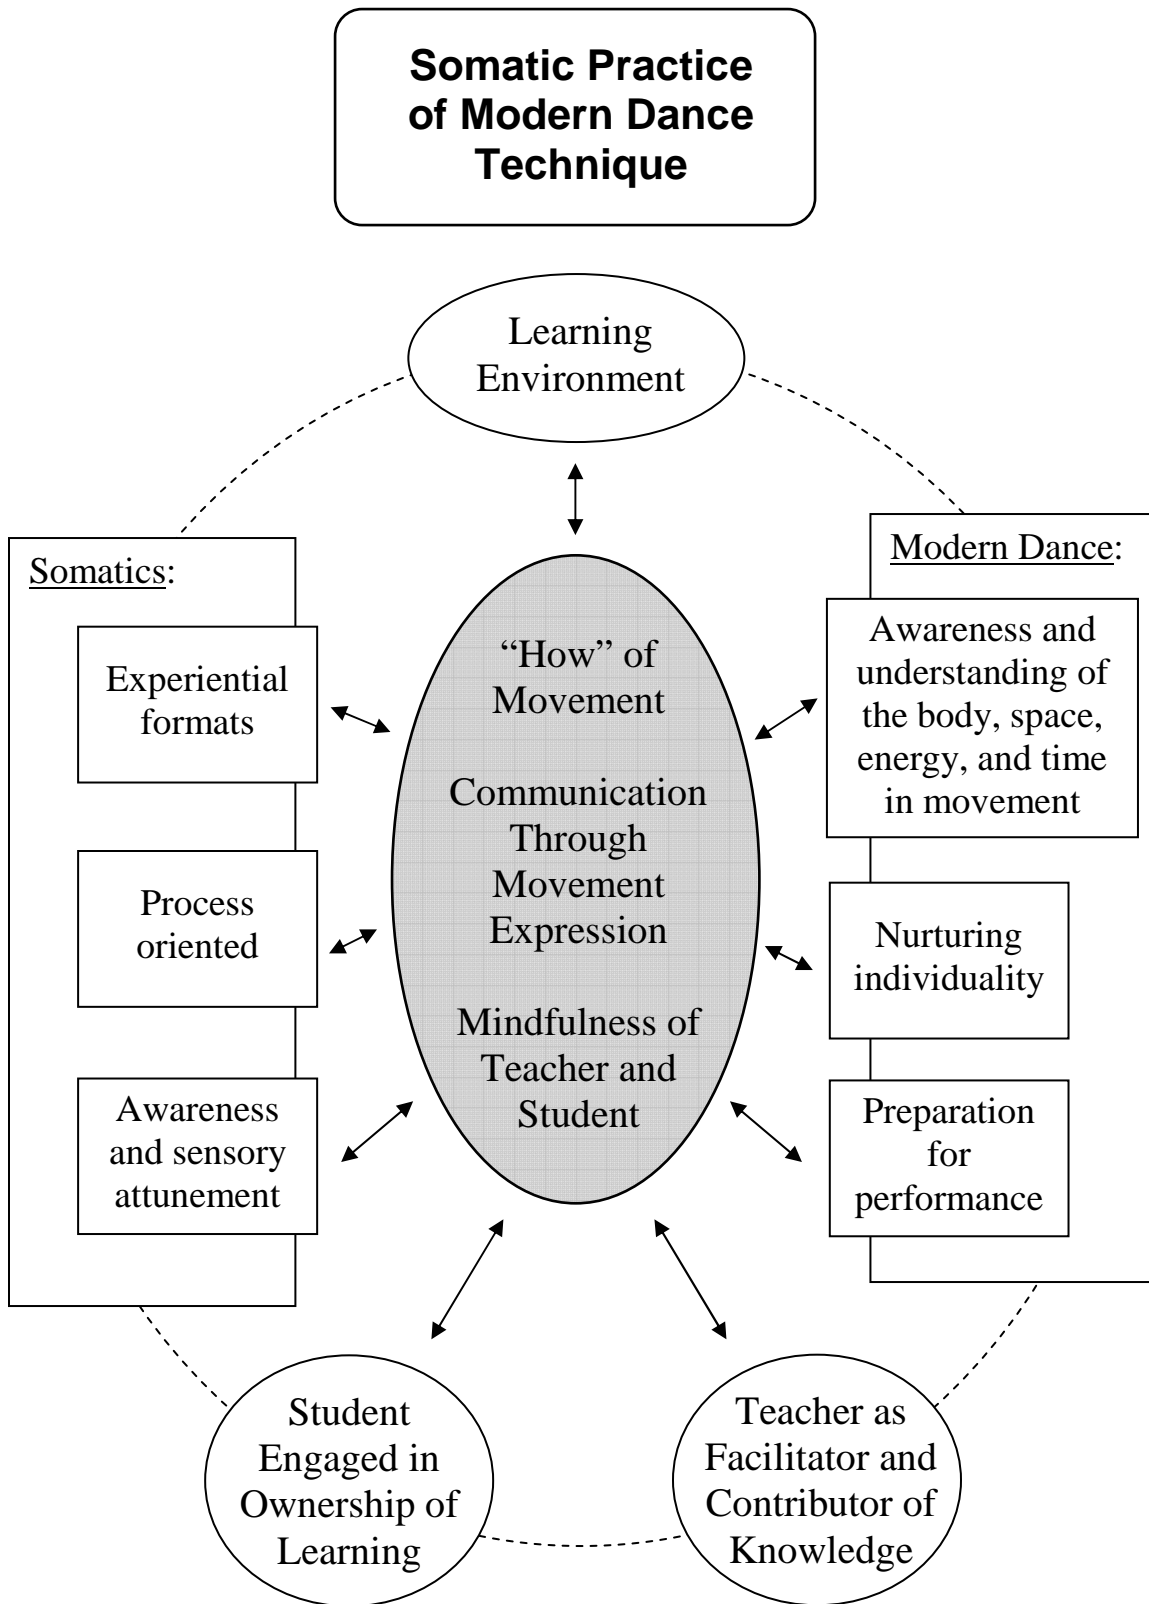 Somatic Practice
of Modern Dance
Technique
Learning
Environment
Somatics:
Experiential
formats
Process
oriented
Awareness
and sensory
attunement
“How” of
Movement
Communication
Through
Movement
Expression
Mindfulness of
Teacher and
Student
Modern Dance:
Awareness and
understanding of
the body, space,
energy, and time
in movement
Nurturing
individuality
Preparation
for
performance
Student
Engaged in
Ownership of
Learning
Teacher as
Facilitator and
Contributor of
Knowledge